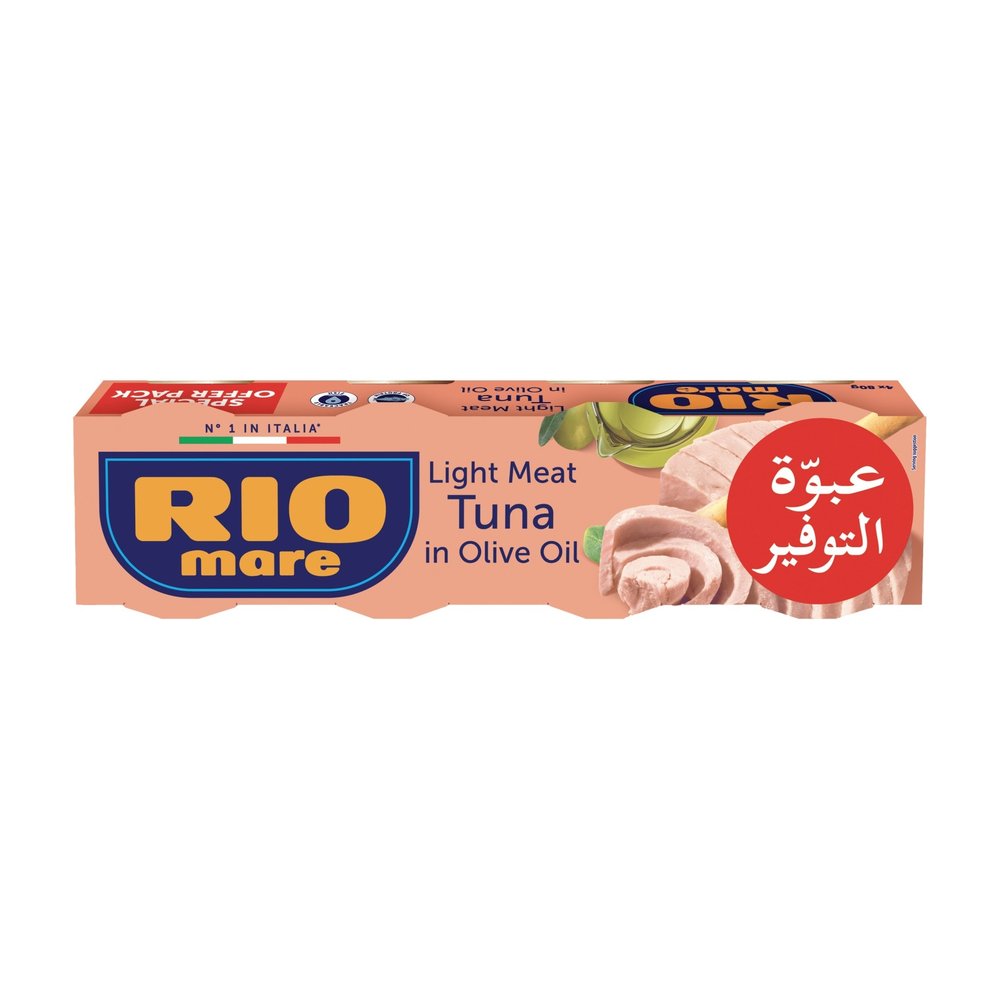 SPECIAL
OFFER PACK
Light Meat
Tuna
in Olive Oil
RIO
mare
4x 80g
N° 1 IN ITALIA*
RIO
mare
Light Meat
Tuna
in Olive Oil
عبوّة
التوفير